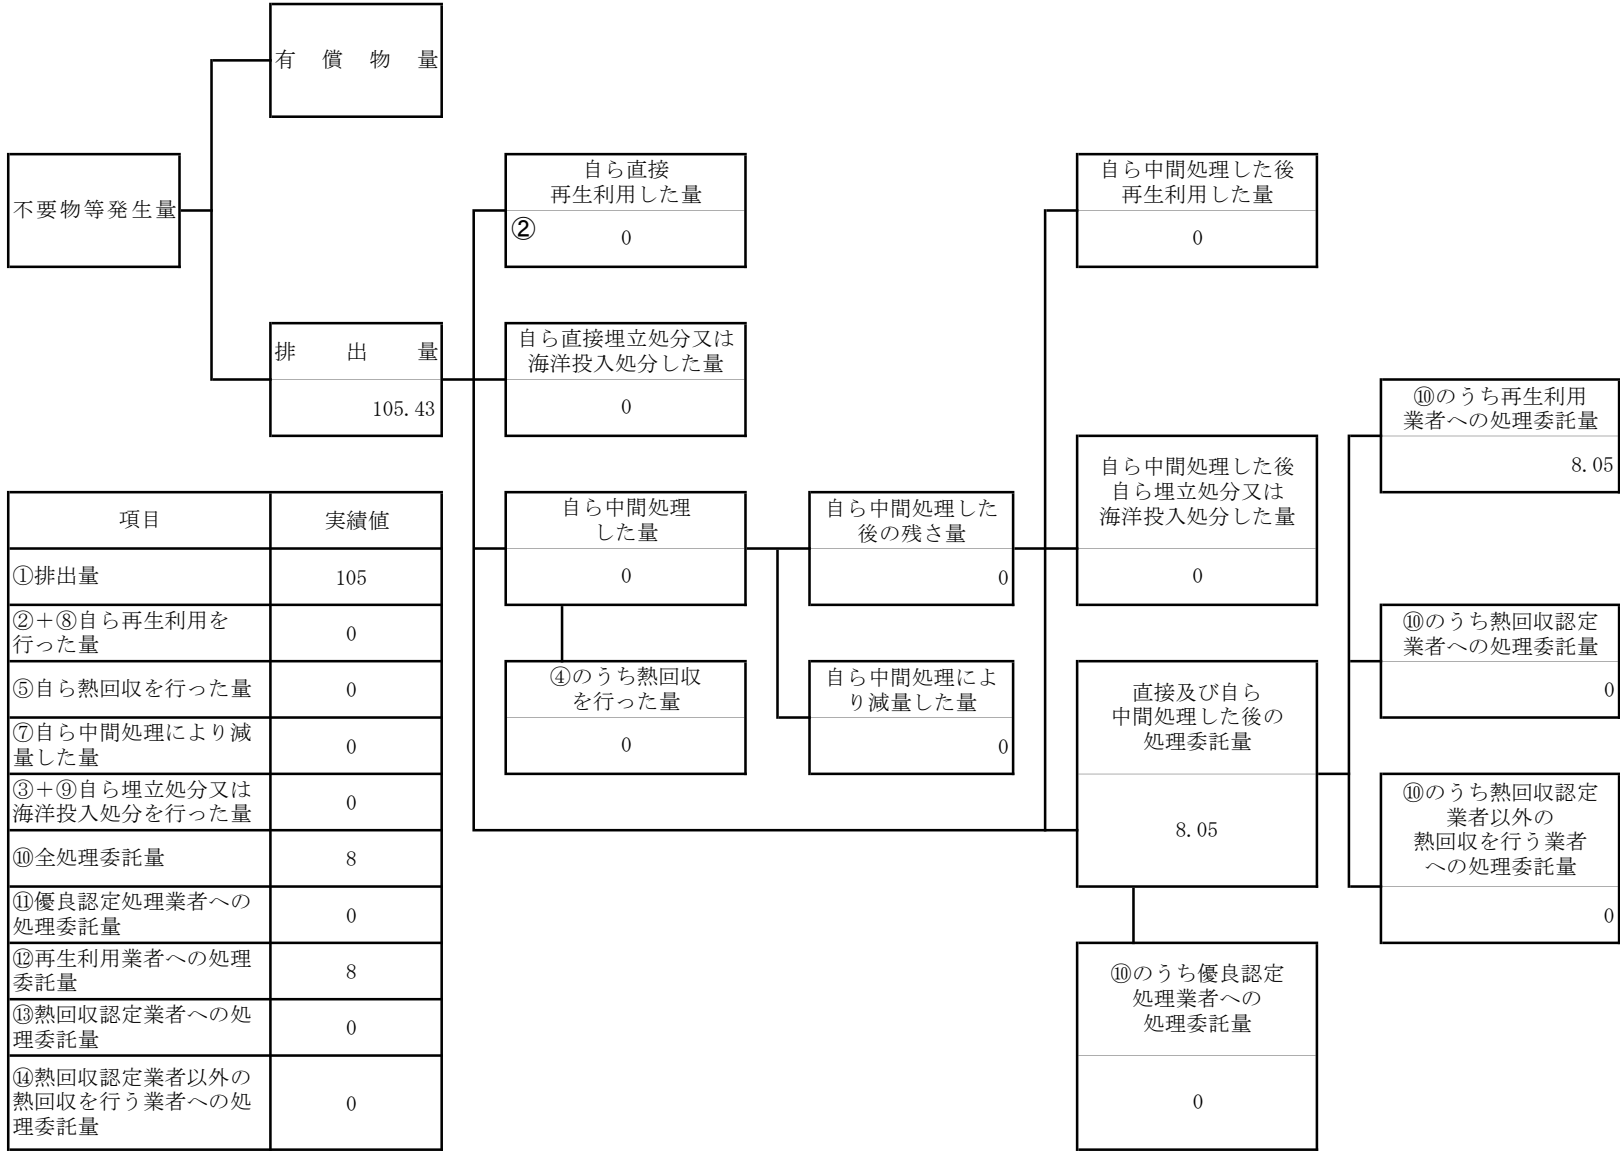 有償物量
不要物等発生量
自ら直接
再生利用した量
②
0
自ら中間処理した後
再生利用した量
0
排出量
105.43
自ら直接埋立処分又は
海洋投入処分した量
0
⑩のうち再生利用
業者への処理委託量
8.05
自ら中間処理
した量
0
自ら中間処理した
後の残さ量
0
自ら中間処理した後
自ら埋立処分又は
海洋投入処分した量
0
④のうち熱回収
を行った量
0
自ら中間処理によ
り減量した量
0
直接及び自ら
中間処理した後の
処理委託量
8.05
⑩のうち熱回収認定
業者への処理委託量
0
⑩のうち熱回収認定
業者以外の
熱回収を行う業者
への処理委託量
0
⑩のうち優良認定
処理業者への
処理委託量
0
項目 実績値
①排出量 105
②+⑧自ら再生利用を
行った量 0
⑤自ら熱回収を行った量 0
⑦自ら中間処理により減
量した量 0
③+⑨自ら埋立処分又は
海洋投入処分を行った量 0
⑩全処理委託量 8
⑪優良認定処理業者への
処理委託量 0
⑫再生利用業者への処理
委託量 8
⑬熱回収認定業者への処
理委託量 0
⑭熱回収認定業者以外の
熱回収を行う業者への処
理委託量 0